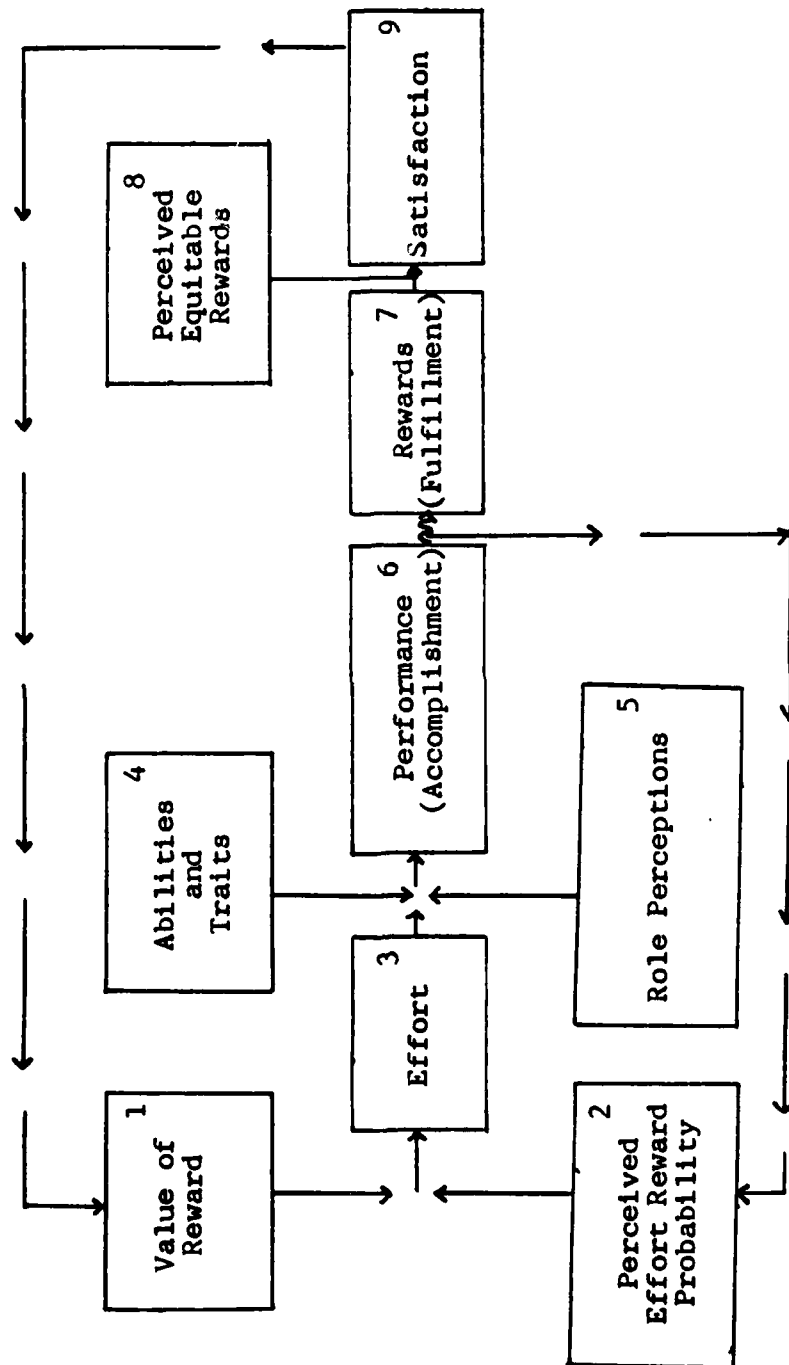 1
Value of
Reward
2
Perceived
Effort Reward
Probability
3
Effort
4
Abilities
and
Traits
5
Role Perceptions
6
Performance
(Accomplishment)
7
Rewards
(Fulfillment)
8
Perceived
Equitable
Rewards
9
Satisfaction